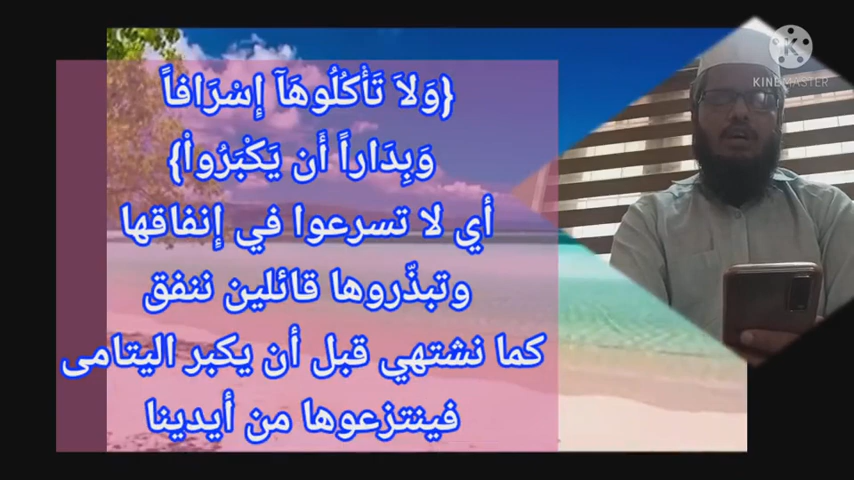 KINEMASTER
{وَلاَ تَأْكُلُوهَآ إِسْرَافاً
وَبِدَاراً أَن يَكْبَرُواْ}
أي لا تسرعوا في إنفاقها
وتبذّروها قائلين ننفق
كما نشتهي قبل أن يكبر اليتامى
فينتزعوها من أيدينا